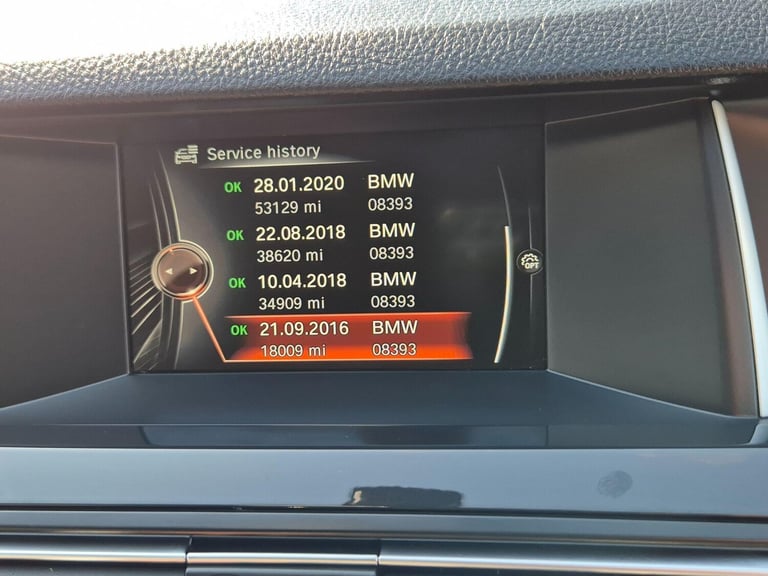 Service history
OK 28.01.2020 BMW
53129 mi 08393
OK 22.08.2018 BMW
38620 mi 08393
OK 10.04.2018 BMW
34909 mi 08393
OK 21.09.2016 BMW
18009 mi 08393
OPT